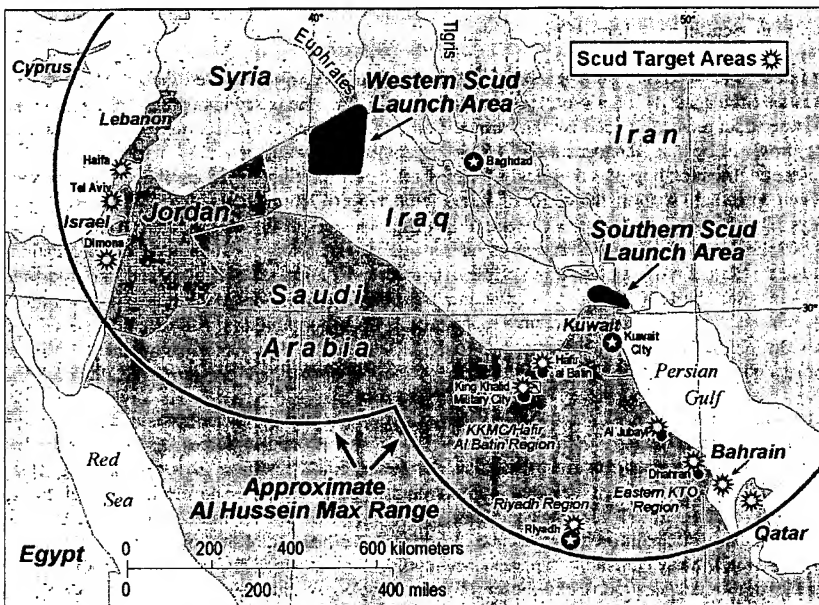 40°
50°
Scud Target Areas
Cyprus
Syria
Euphrates
Tigris
Western Scud
Launch Area
Lebanon
Iran
Haifa
Baghdad
Tel Aviv
Israel
Jordan
Iraq
Southern Scud
Launch Area
Dimona
Saudi
Arabia
30°
Kuwait
Kuwait
City
Hafir
al Batin
King Khalid
Military City
Persian
Gulf
KKMC/Hafir
Al Batin Region
Al Jubayl
Bahrain
Dhahran
Eastern KTO
Region
Red
Sea
Approximate
Al Hussein Max Range
Riyadh Region
Riyadh
Qatar
Egypt
0 200 400 600 kilometers
0 200 400 miles